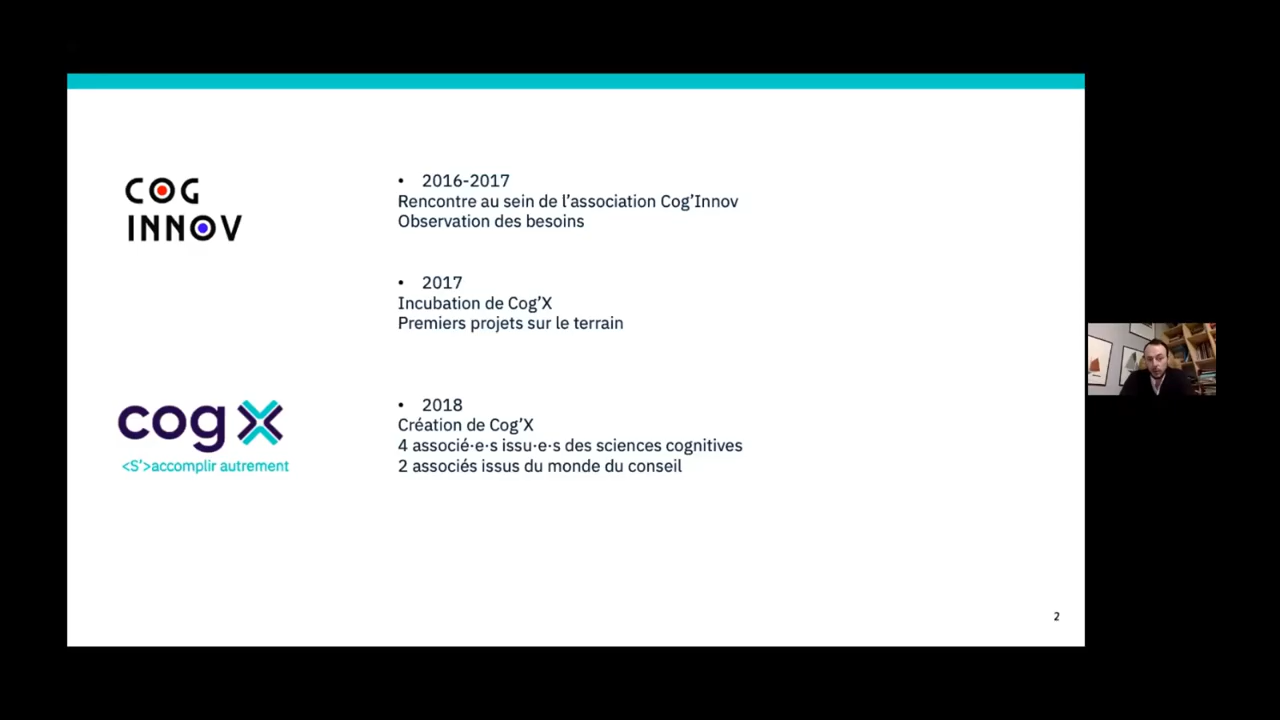 COG
INNOV
• 2016-2017
Rencontre au sein de l’association Cog’Innov
Observation des besoins
• 2017
Incubation de Cog’X
Premiers projets sur le terrain
cog X
<S’>accomplir autrement
• 2018
Création de Cog’X
4 associé·e·s issu·e·s des sciences cognitives
2 associés issus du monde du conseil
2